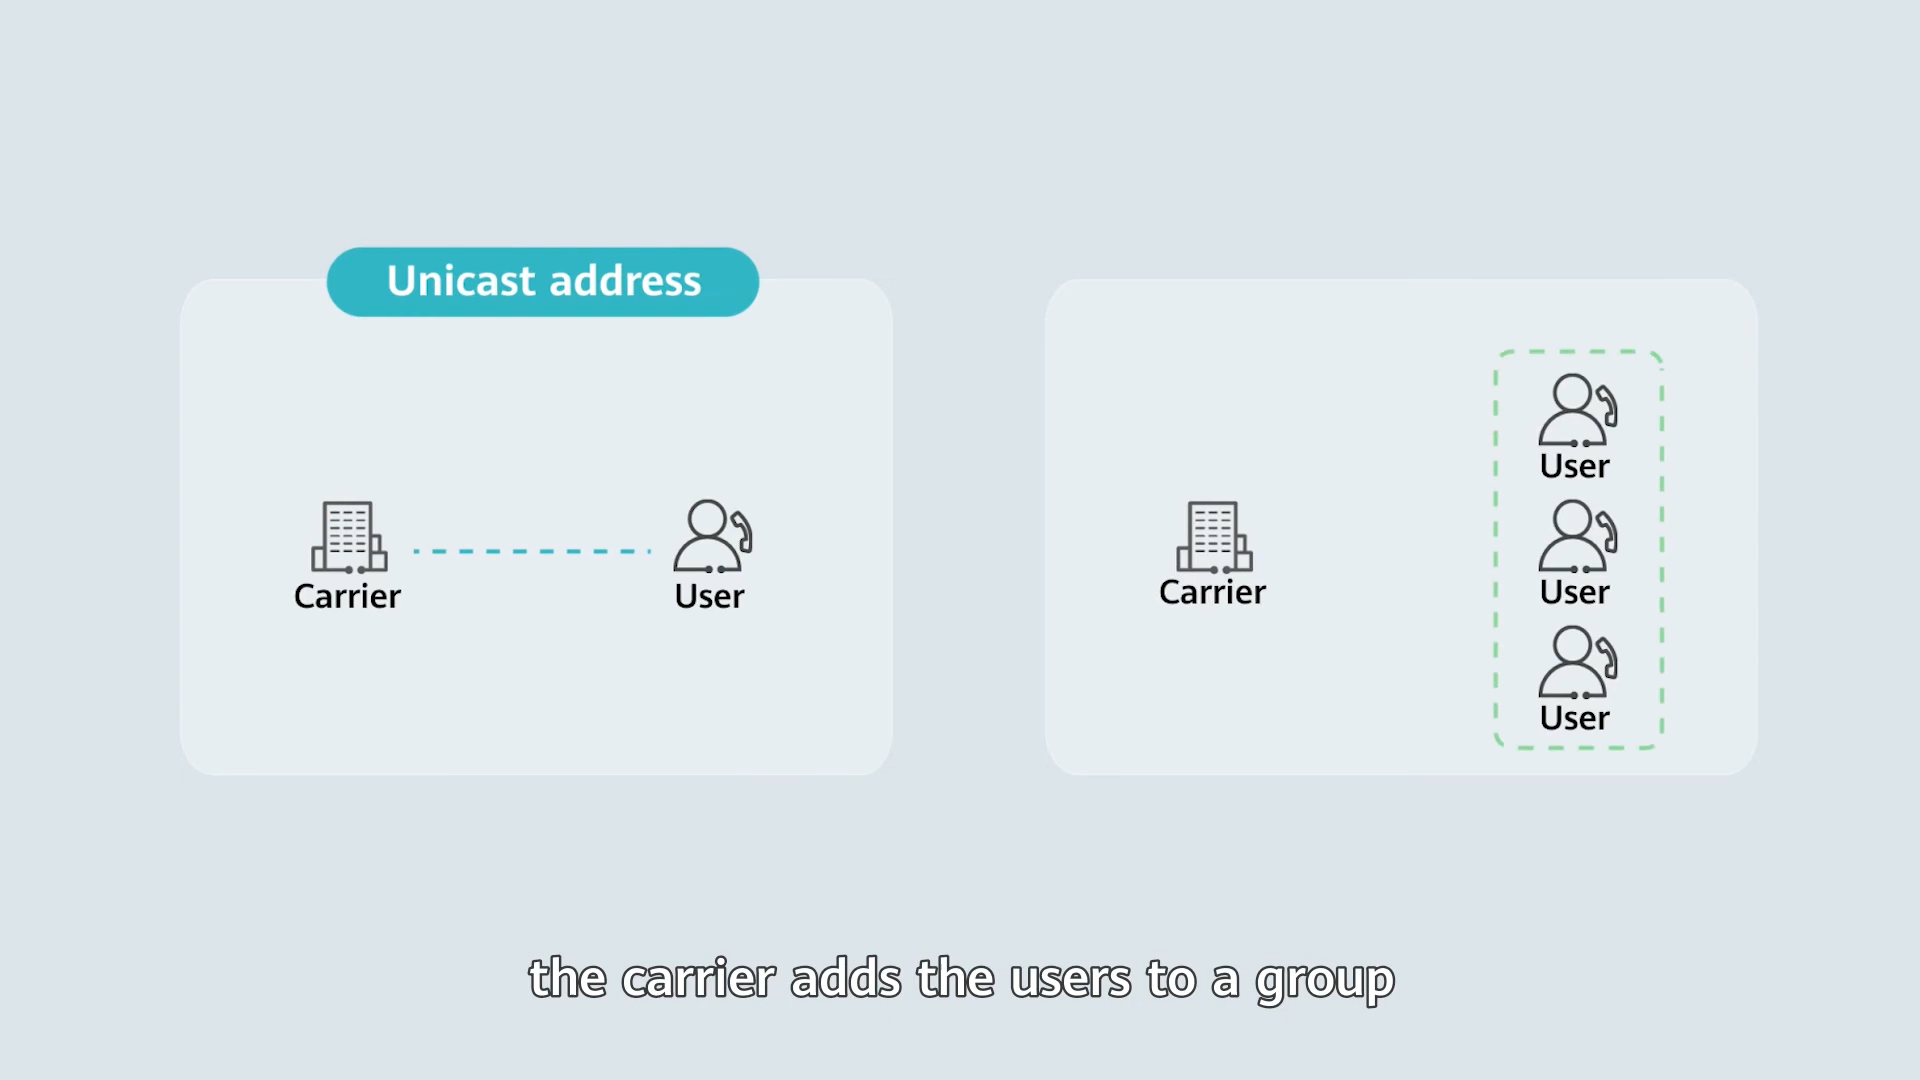 Unicast address
Carrier
User
User
Carrier
User
User
the carrier adds the users to a group